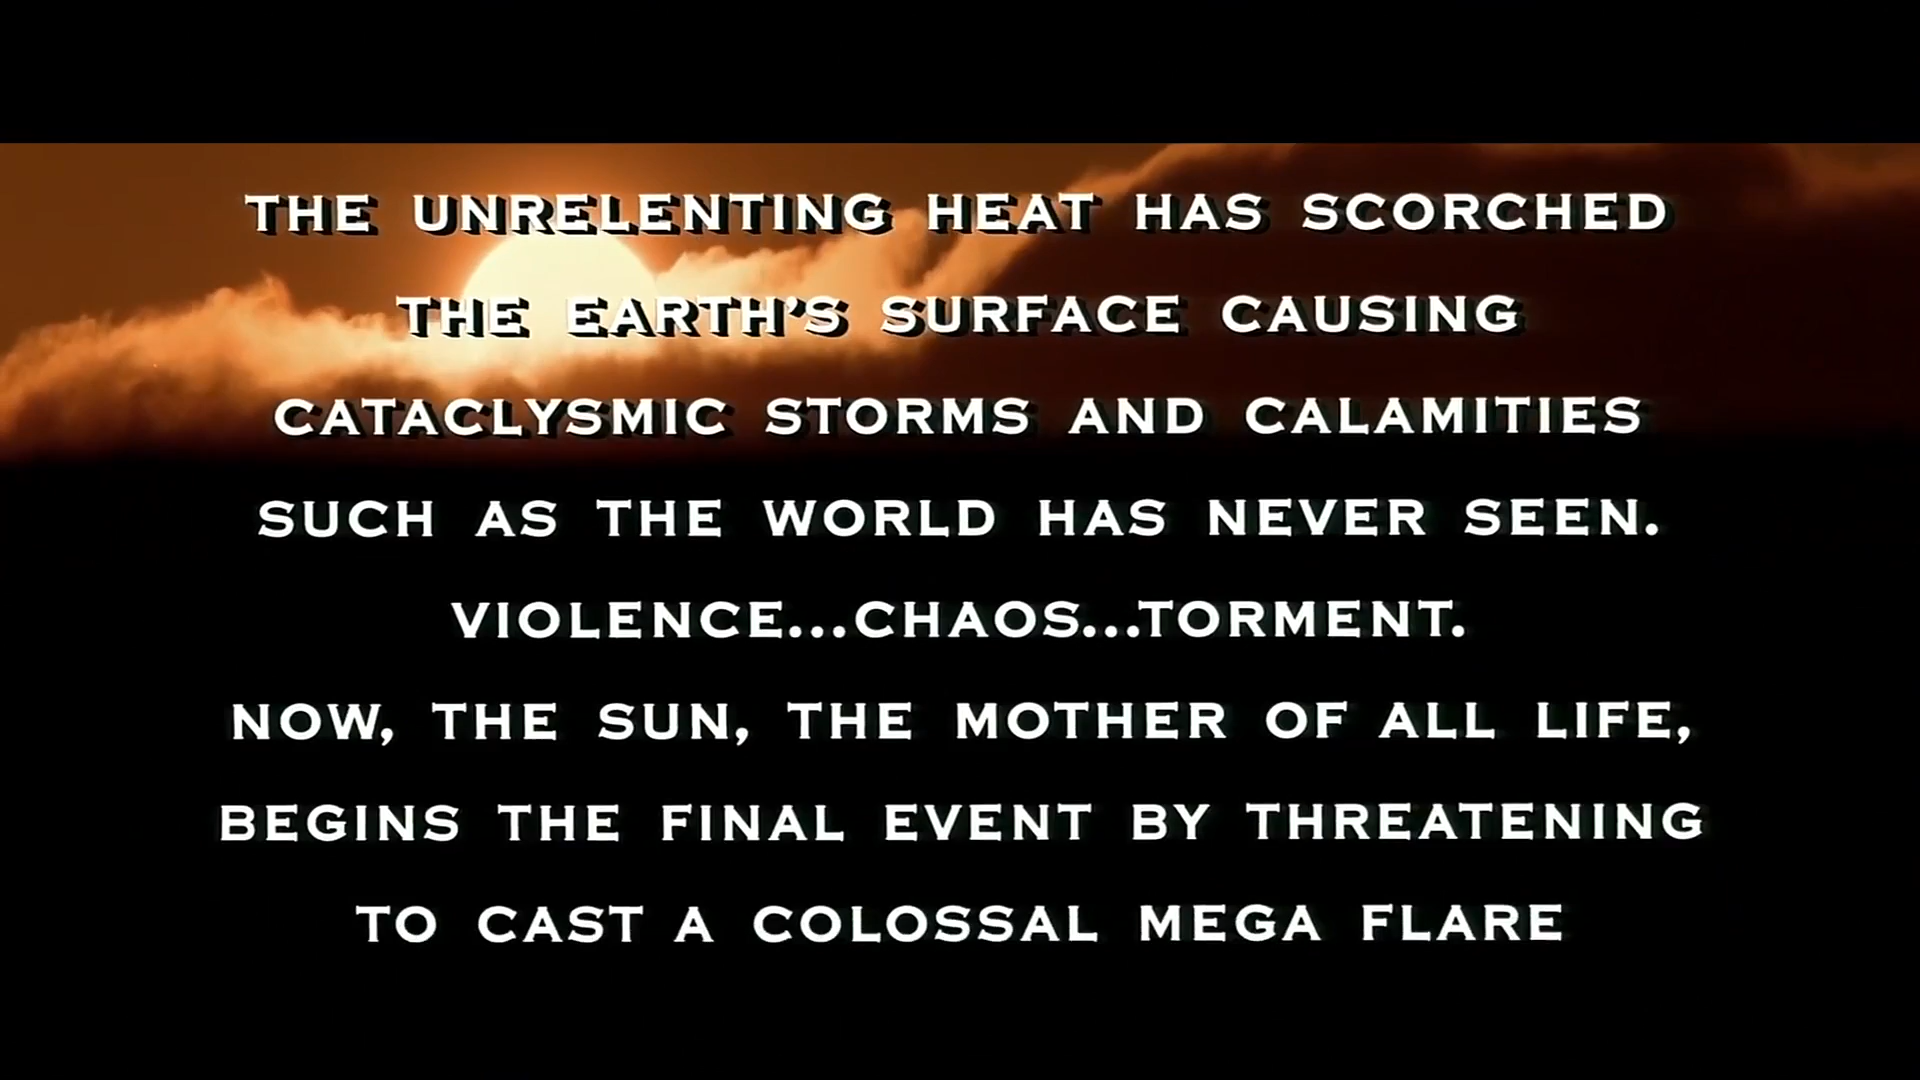 THE UNRELENTING HEAT HAS SCORCHED
THE EARTH'S SURFACE CAUSING
CATACLYSMIC STORMS AND CALAMITIES
SUCH AS THE WORLD HAS NEVER SEEN.
VIOLENCE...CHAOS...TORMENT.
NOW, THE SUN, THE MOTHER OF ALL LIFE,
BEGINS THE FINAL EVENT BY THREATENING
TO CAST A COLOSSAL MEGA FLARE